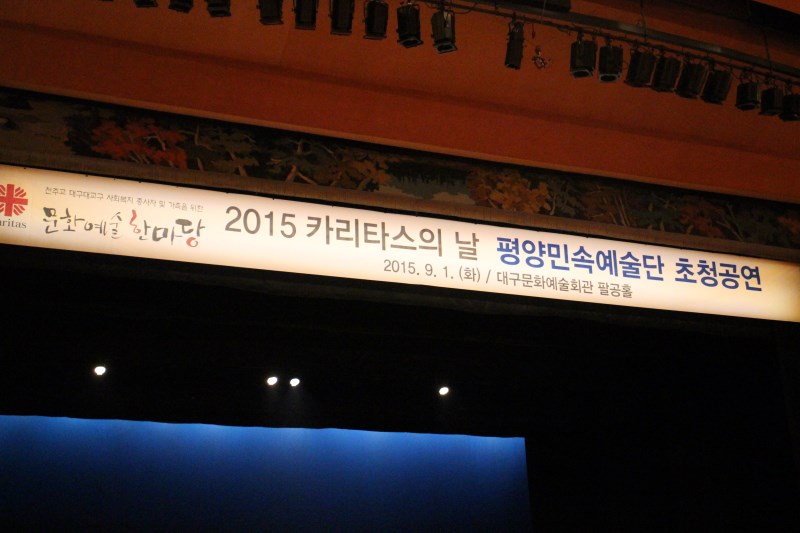 천주교 대구대교구 사회복지 종사자 및 가족을 위한
문화예술 한마당
ritas
2015 카리타스의 날 평양민속예술단 초청공연
2015. 9. 1. (화) / 대구문화예술회관 팔공홀